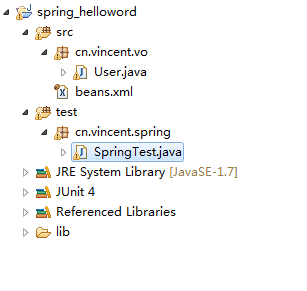 spring_helloword
src
cn.vincent.vo
User.java
beans.xml
test
cn.vincent.spring
SpringTest.java
JRE System Library [JavaSE-1.7]
JUnit 4
Referenced Libraries
lib